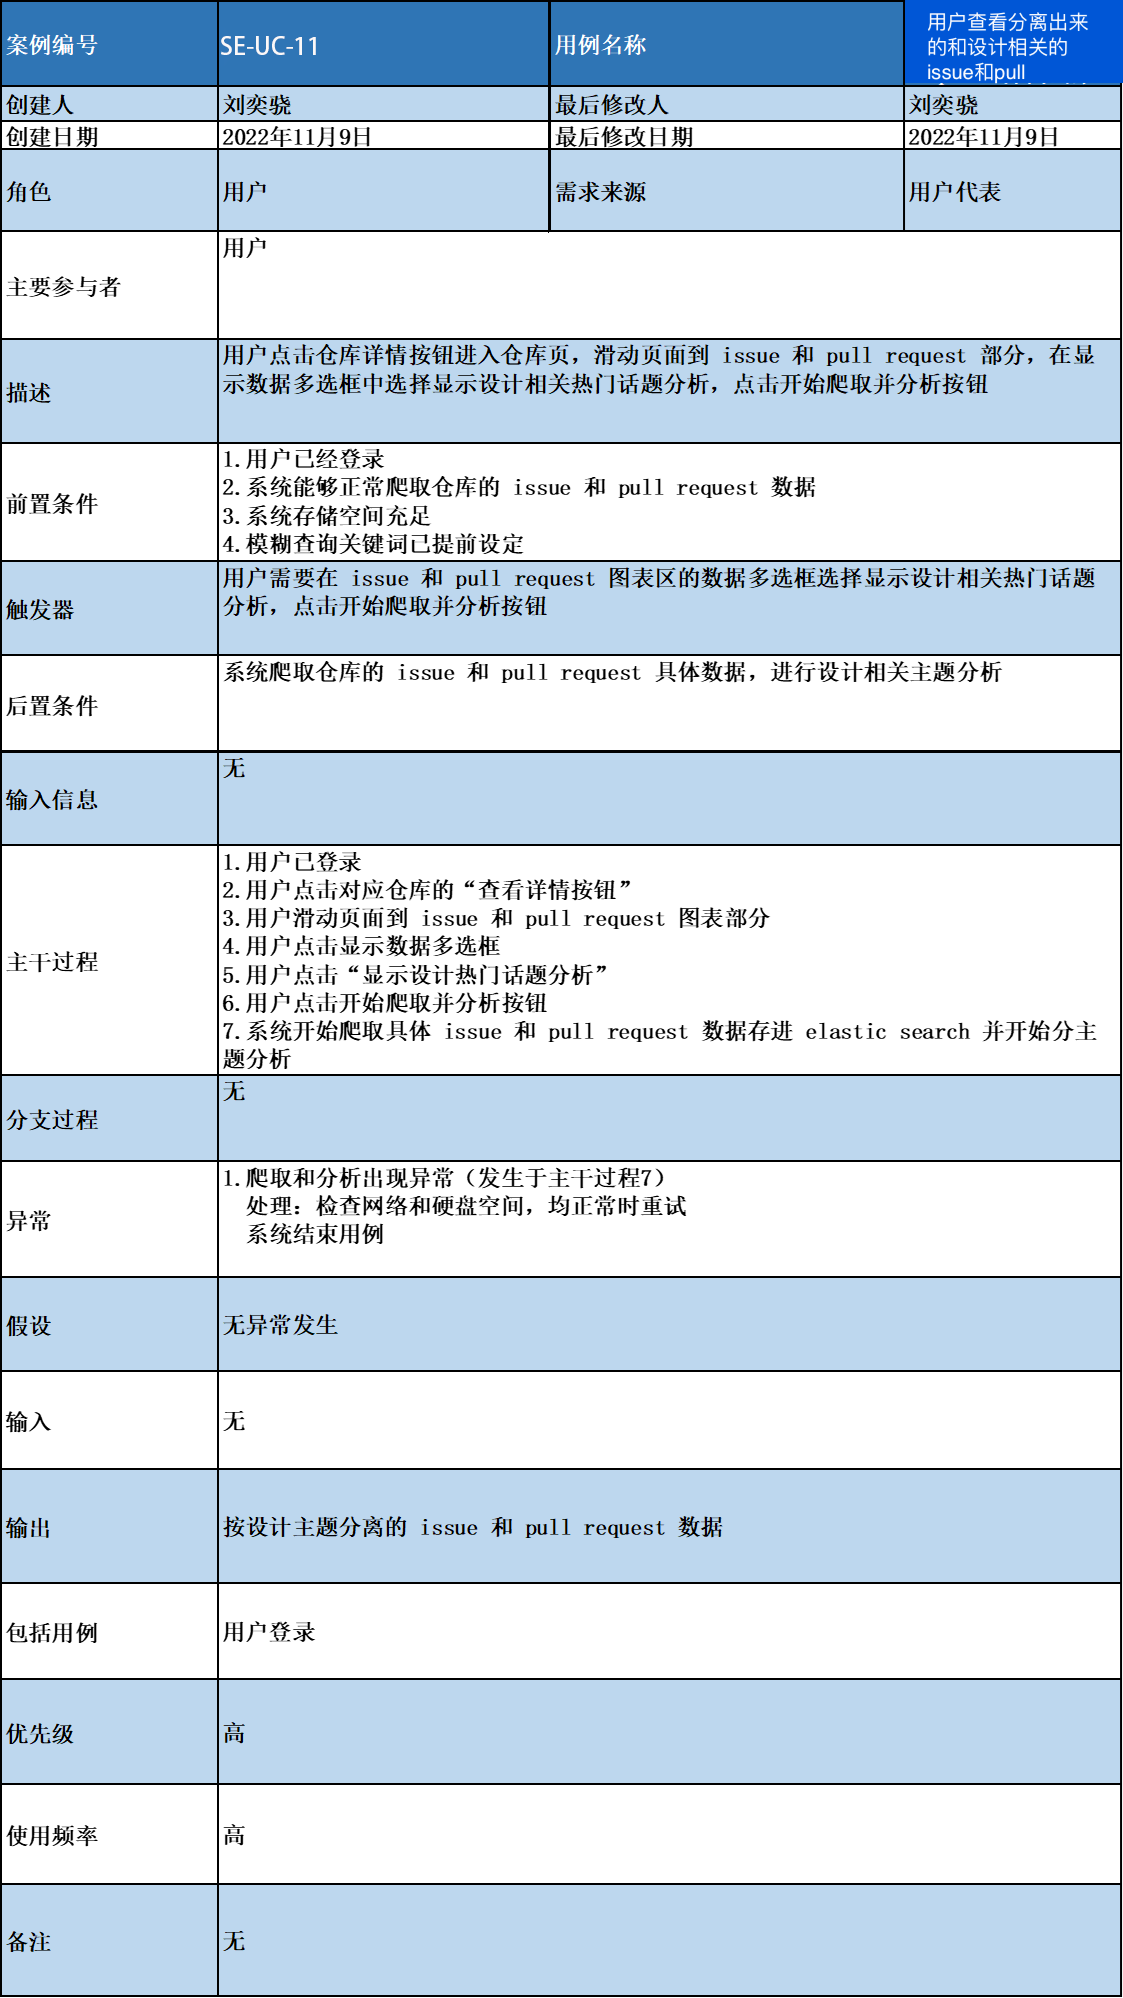 案例编号 SE-UC-11 用例名称 用户查看分离出来
的和设计相关的
issue和pull
创建人 刘奕骁 最后修改人 刘奕骁
创建日期 2022年11月9日 最后修改日期 2022年11月9日
角色 用户 需求来源 用户代表
主要参与者 用户
描述 用户点击仓库详情按钮进入仓库页，滑动页面到 issue 和 pull request 部分，在显
示数据多选框中选择显示设计相关热门话题分析，点击开始爬取并分析按钮
前置条件 1.用户已经登录
2.系统能够正常爬取仓库的 issue 和 pull request 数据
3.系统存储空间充足
4.模糊查询关键词已提前设定
触发器 用户需要在 issue 和 pull request 图表区的数据多选框选择显示设计相关热门话题
分析，点击开始爬取并分析按钮
后置条件 系统爬取仓库的 issue 和 pull request 具体数据，进行设计相关主题分析
输入信息 无
主干过程 1.用户已登录
2.用户点击对应仓库的“查看详情按钮”
3.用户滑动页面到 issue 和 pull request 图表部分
4.用户点击显示数据多选框
5.用户点击“显示设计热门话题分析”
6.用户点击开始爬取并分析按钮
7.系统开始爬取具体 issue 和 pull request 数据存进 elastic search 并开始分主
题分析
分支过程 无
异常 1.爬取和分析出现异常（发生于主干过程7）
处理：检查网络和硬盘空间，均正常时重试
系统结束用例
假设 无异常发生
输入 无
输出 按设计主题分离的 issue 和 pull request 数据
包括用例 用户登录
优先级 高
使用频率 高
备注 无